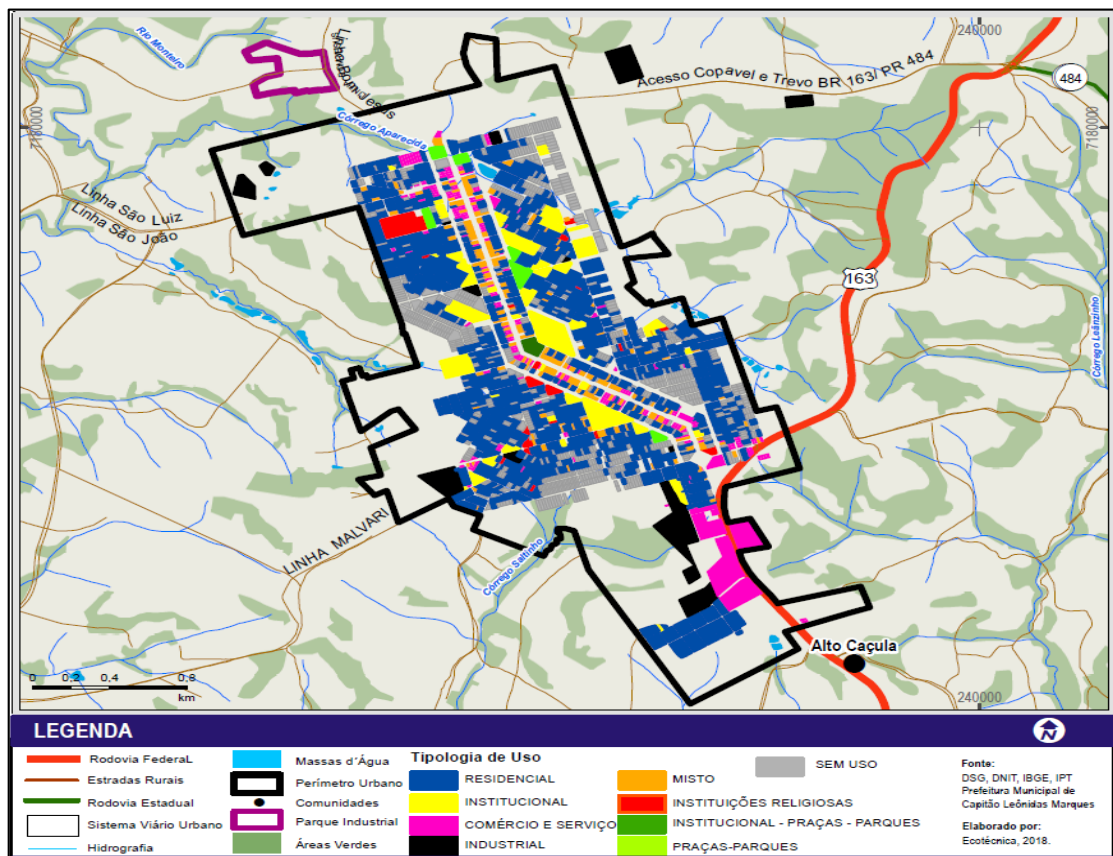 240000
Rio Monteiro
Acesso Copavel e Trevo BR 163/ PR 484
484
7180000
7180000
Córrego Aparecida
Linha São Luiz
Linha São João
163
Córrego Leãnzinho
LINHA MALVARI
Córrego Saltinho
Alto Caçula
0 0,2 0,4 0,8
km
240000
LEGENDA
N
Rodovia Federal
Estradas Rurais
Rodovia Estadual
Sistema Viário Urbano
Hidrografia
Massas d'Água
Perímetro Urbano
Comunidades
Parque Industrial
Áreas Verdes
Tipologia de Uso
RESIDENCIAL
INSTITUCIONAL
COMÉRCIO E SERVIÇO
INDUSTRIAL
MISTO
INSTITUIÇÕES RELIGIOSAS
INSTITUCIONAL - PRAÇAS - PARQUES
PRAÇAS-PARQUES
SEM USO
Fonte:
DSG, DNIT, IBGE, IPT
Prefeitura Municipal de
Capitão Leônidas Marques
Elaborado por:
Ecotécnica, 2018.